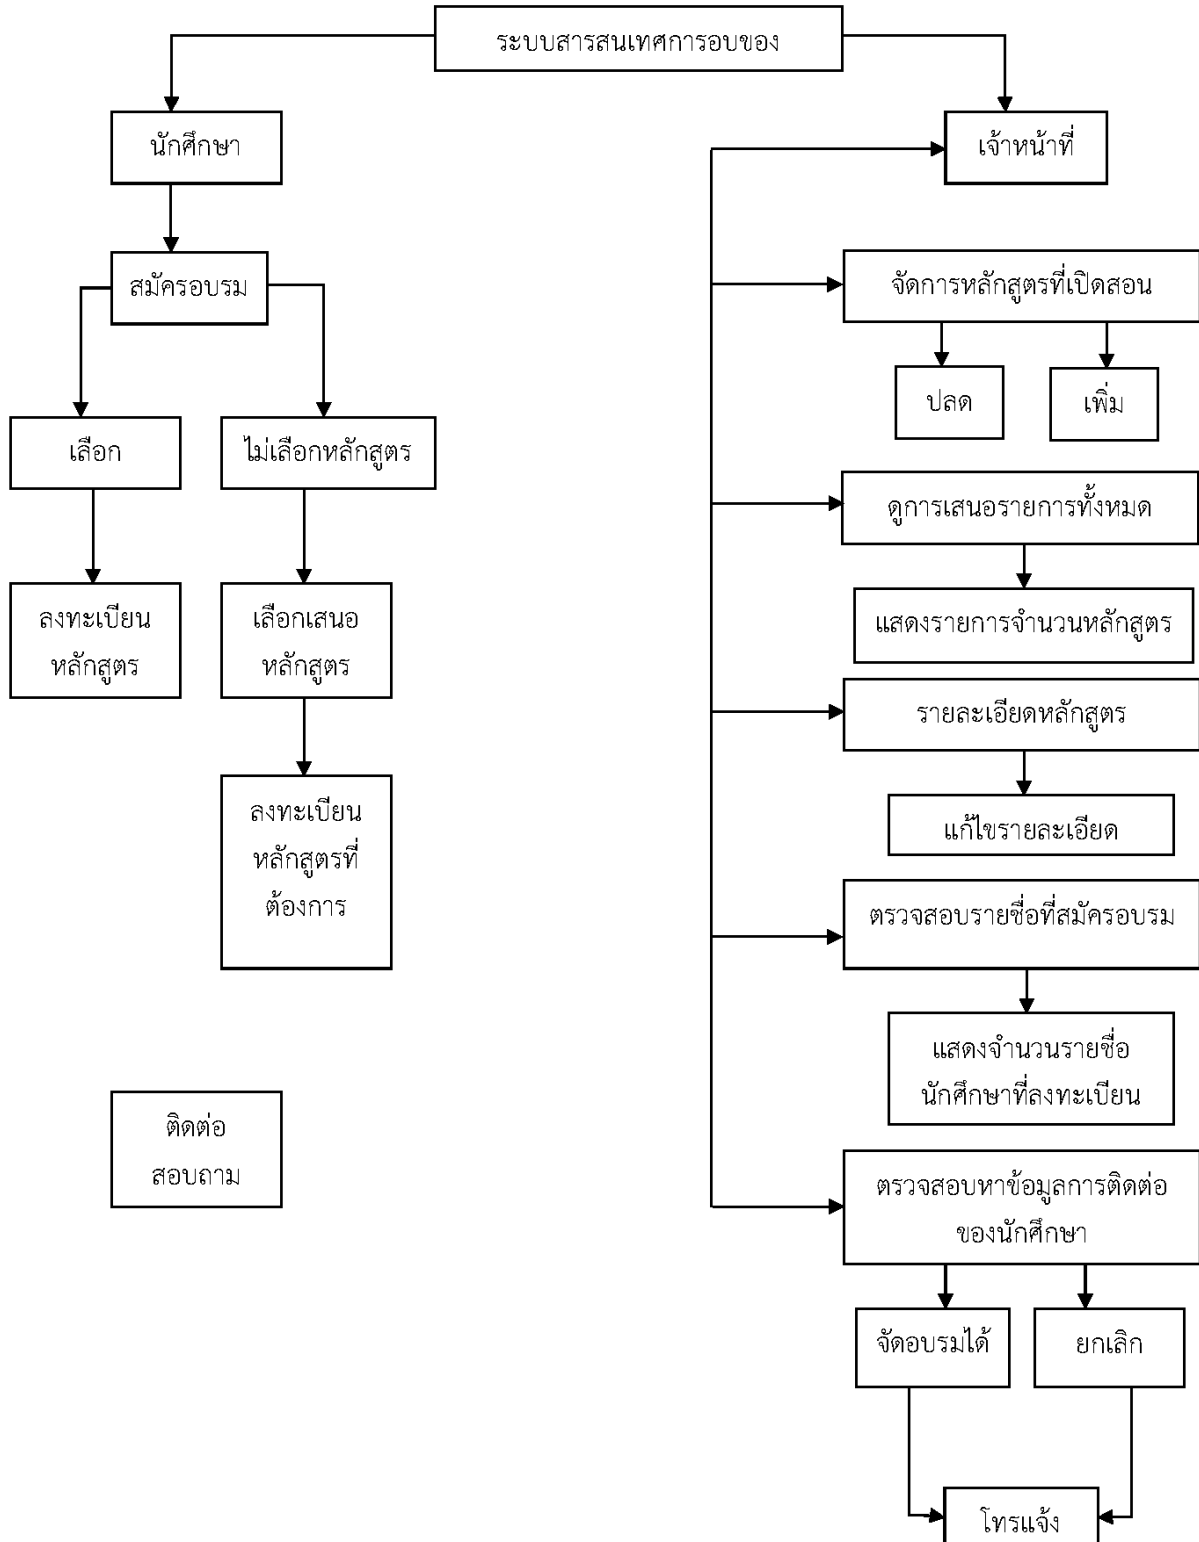 ระบบสารสนเทศการอบของ
นักศึกษา
เจ้าหน้าที่
สมัครอบรม
จัดการหลักสูตรที่เปิดสอน
ปลด
เพิ่ม
เลือก
ไม่เลือกหลักสูตร
ดูการเสนอรายการทั้งหมด
ลงทะเบียน
หลักสูตร
เลือกเสนอ
หลักสูตร
แสดงรายการจำนวนหลักสูตร
รายละเอียดหลักสูตร
ลงทะเบียน
หลักสูตรที่
ต้องการ
แก้ไขรายละเอียด
ตรวจสอบรายชื่อที่สมัครอบรม
แสดงจำนวนรายชื่อ
นักศึกษาที่ลงทะเบียน
ติดต่อ
สอบถาม
ตรวจสอบหาข้อมูลการติดต่อ
ของนักศึกษา
จัดอบรมได้
ยกเลิก
โทรแจ้ง